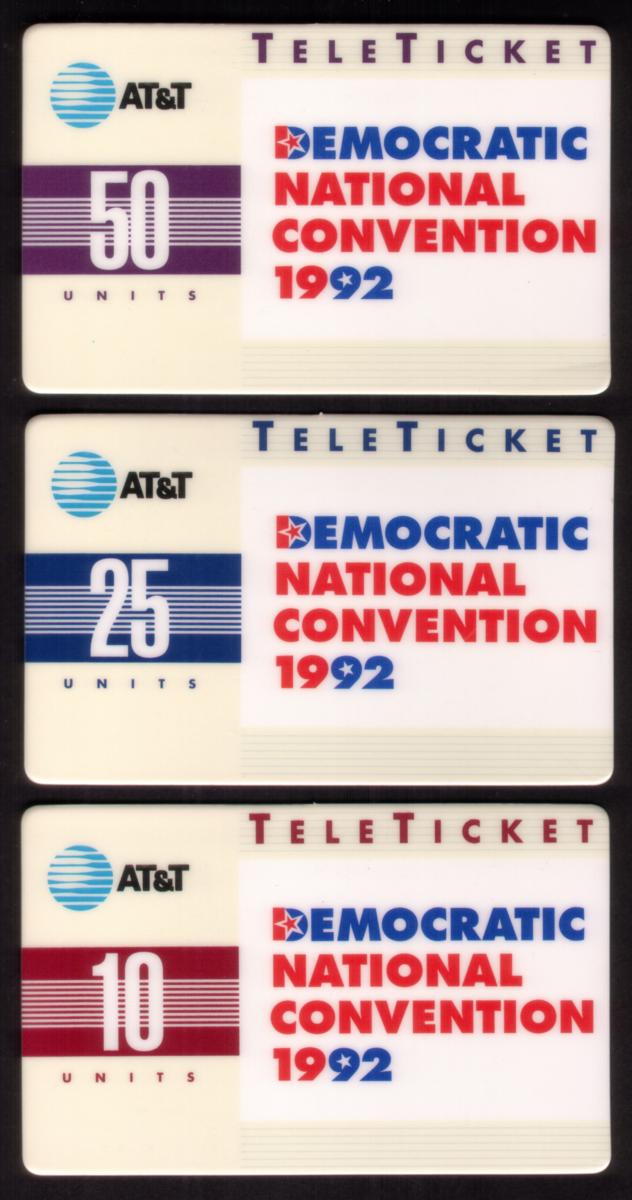 TELETICKET
AT&T
50
UNITS
DEMOCRATIC
NATIONAL
CONVENTION
1992
TELETICKET
AT&T
25
UNITS
DEMOCRATIC
NATIONAL
CONVENTION
1992
TELETICKET
AT&T
10
UNITS
DEMOCRATIC
NATIONAL
CONVENTION
1992